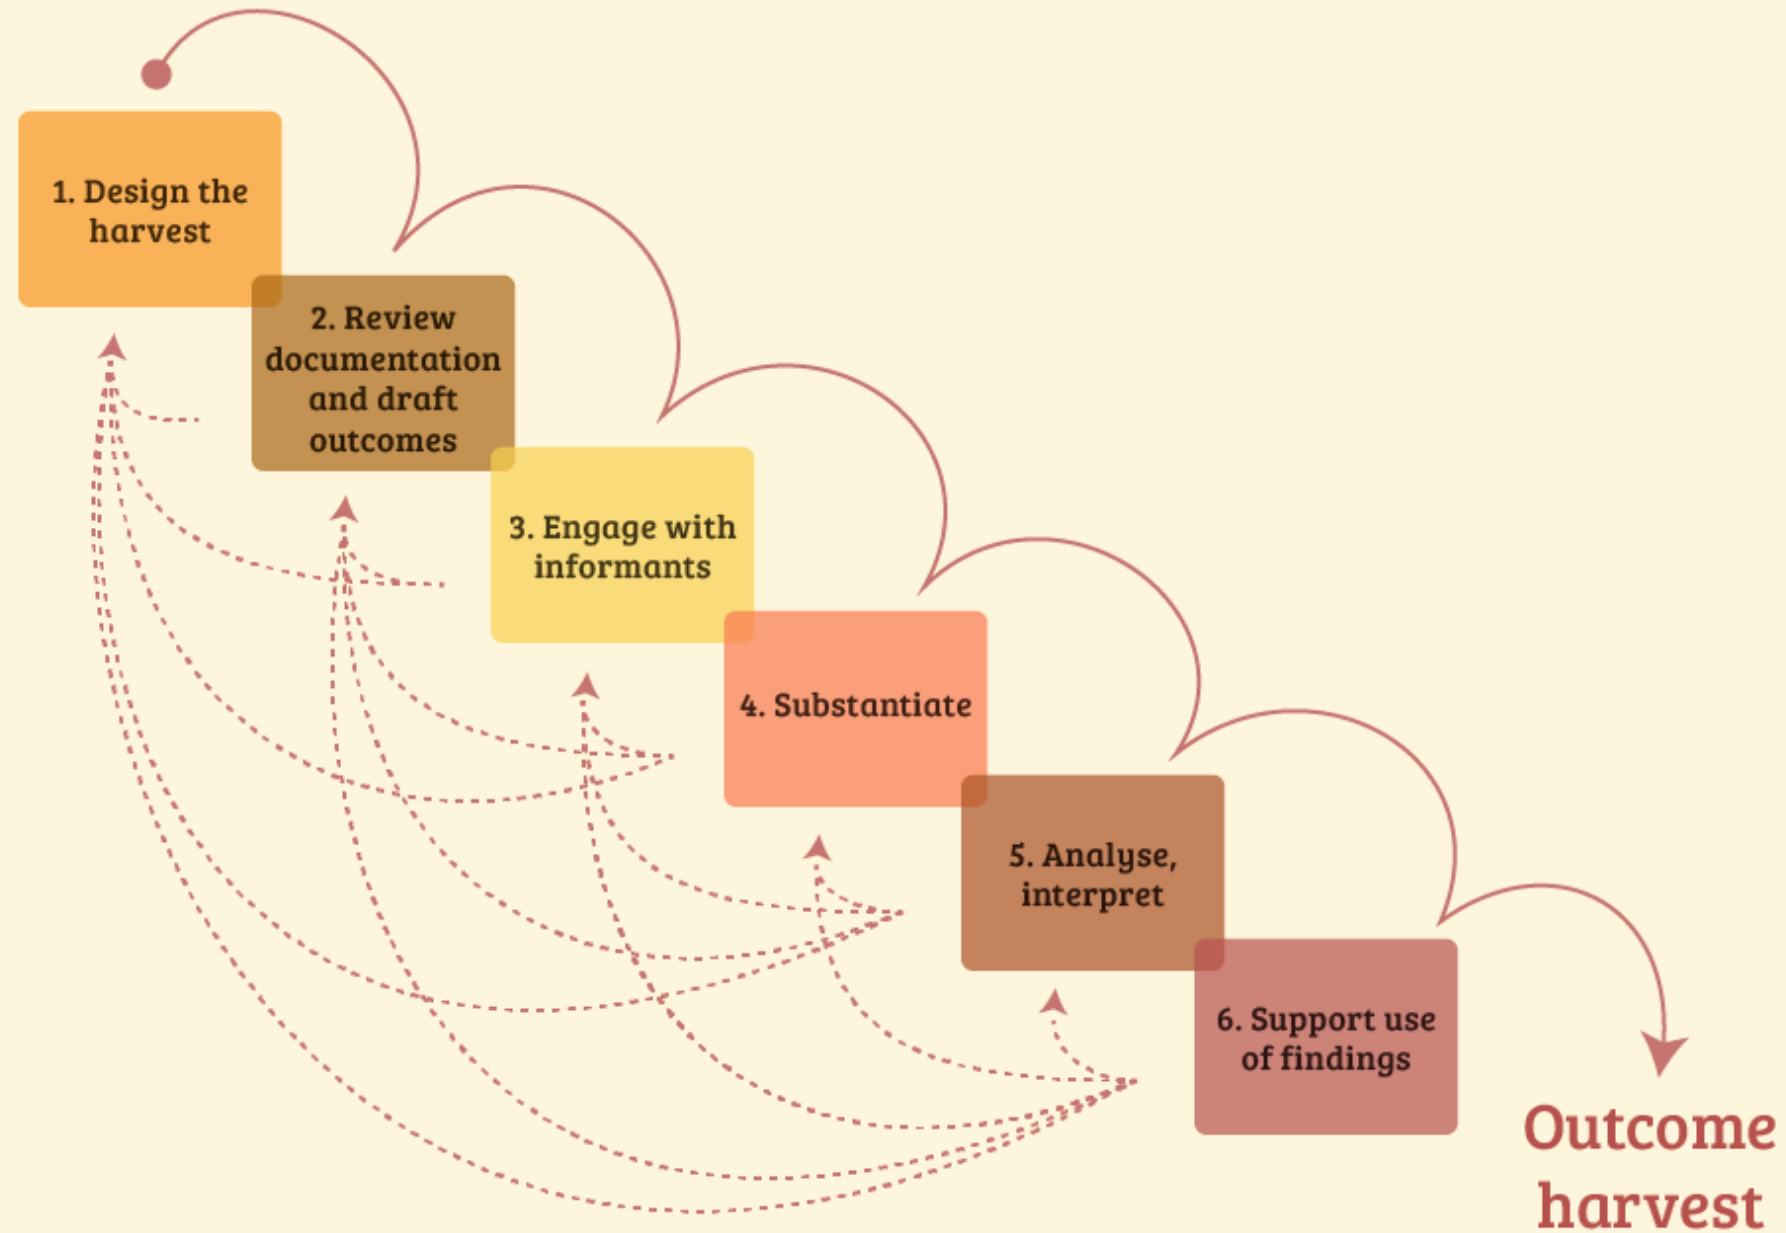 1. Design the
harvest
2. Review
documentation
and draft
outcomes
3. Engage with
informants
4. Substantiate
5. Analyse,
interpret
6. Support use
of findings
Outcome
harvest